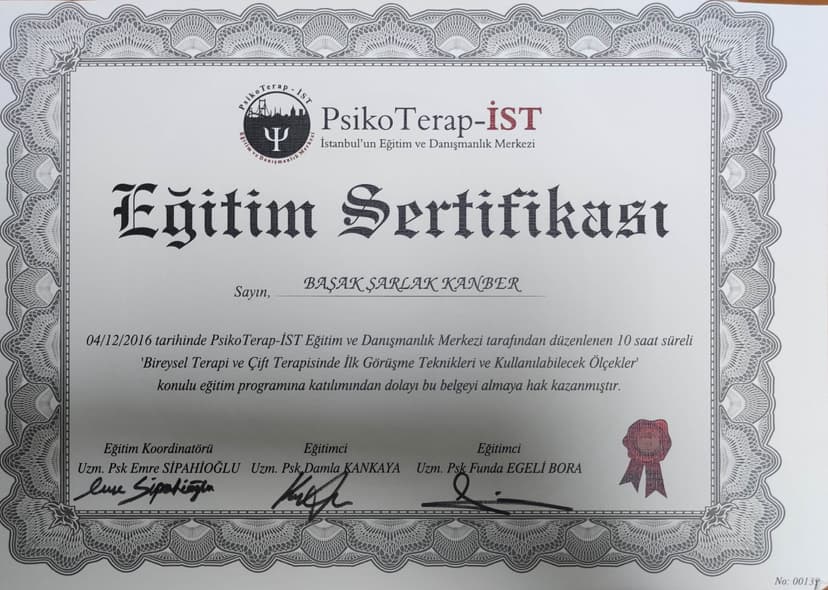 PsikoTerap - İST
Eğitim ve Danışmanlık Merkezi
PsikoTerap-İST
İstanbul'un Eğitim ve Danışmanlık Merkezi
Eğitim Sertifikası
Sayın, BAŞAK ŞARLAK KANBER
04/12/2016 tarihinde PsikoTerap-İST Eğitim ve Danışmanlık Merkezi tarafından düzenlenen 10 saat süreli
'Bireysel Terapi ve Çift Terapisinde İlk Görüşme Teknikleri ve Kullanılabilecek Ölçekler'
konulu eğitim programına katılımından dolayı bu belgeyi almaya hak kazanmıştır.
Eğitim Koordinatörü Eğitimci Eğitimci
Uzm. Psk Emre SİPAHİOĞLU Uzm. Psk Damla KANKAYA Uzm. Psk Funda EGELİ BORA
Emre Sipahioğlu
No: